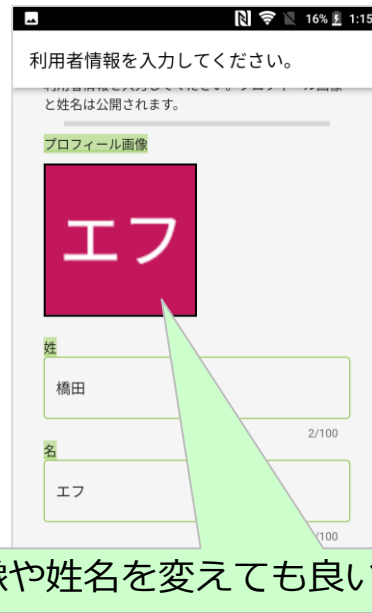 16% 1:15
利用者情報を入力してください。
と姓名は公開されます。
プロフィール画像
エフ
姓
橋田
2/100
名
エフ
/100
像や姓名を変えても良い